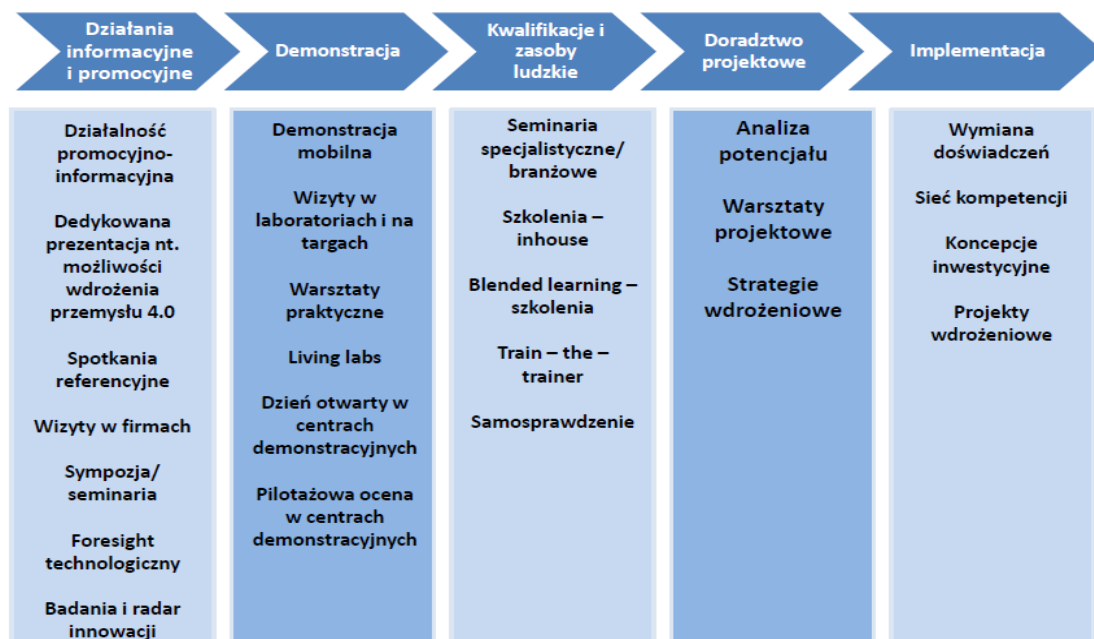 Działania
informacyjne
i promocyjne
Demonstracja
Kwalifikacje i
zasoby
ludzkie
Doradztwo
projektowe
Implementacja
Działalność
promocyjno-
informacyjna
Dedykowana
prezentacja nt.
możliwości
wdrożenia
przemysłu 4.0
Spotkania
referencyjne
Wizyty w firmach
Sympozja/
seminaria
Foresight
technologiczny
Badania i radar
innowacji
Demonstracja
mobilna
Wizyty w
laboratoriach i na
targach
Warsztaty
praktyczne
Living labs
Dzień otwarty w
centrach
demonstracyjnych
Pilotażowa ocena
w centrach
demonstracyjnych
Seminaria
specjalistyczne/
branżowe
Szkolenia –
inhouse
Blended learning –
szkolenia
Train – the –
trainer
Samosprawdzenie
Analiza
potencjału
Warsztaty
projektowe
Strategie
wdrożeniowe
Wymiana
doświadczeń
Sieć kompetencji
Koncepcje
inwestycyjne
Projekty
wdrożeniowe